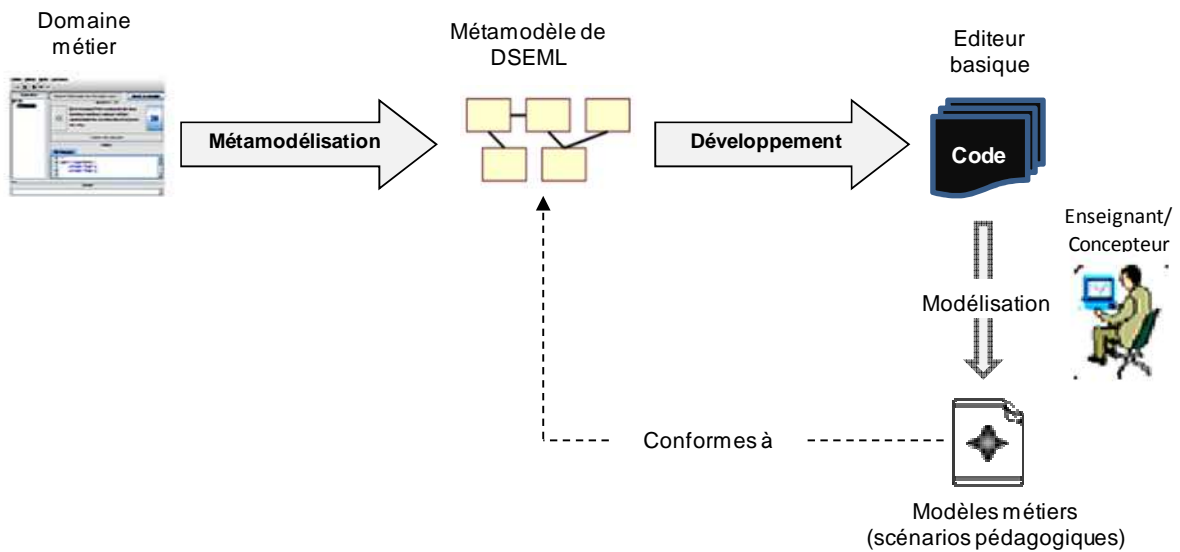 Domaine
métier
Métamodèle de
DSEML
Editeur
basique
Métamodélisation
Développement
Code
Enseignant/
Concepteur
Modélisation
Conformes à
Modèles métiers
(scénarios pédagogiques)